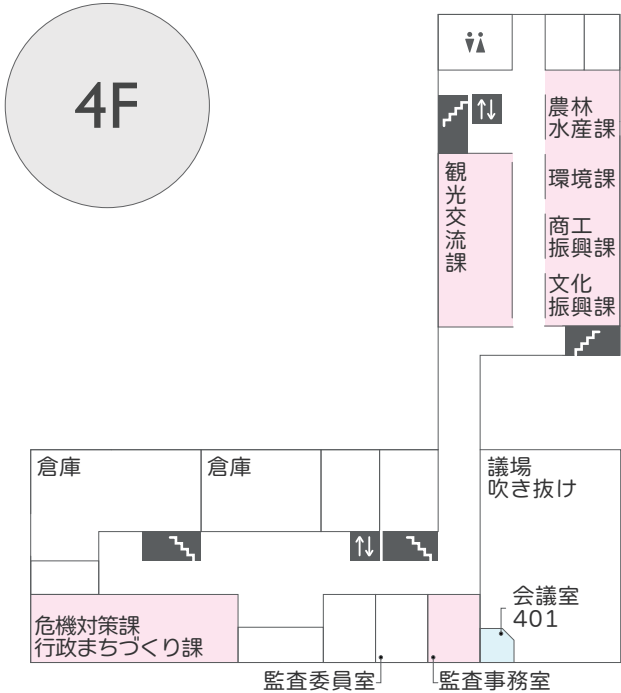 4F
農林
水産課
環境課
商工
振興課
文化
振興課
観光交流課
倉庫
倉庫
議場
吹き抜け
会議室
401
危機対策課
行政まちづくり課
監査委員室
監査事務室